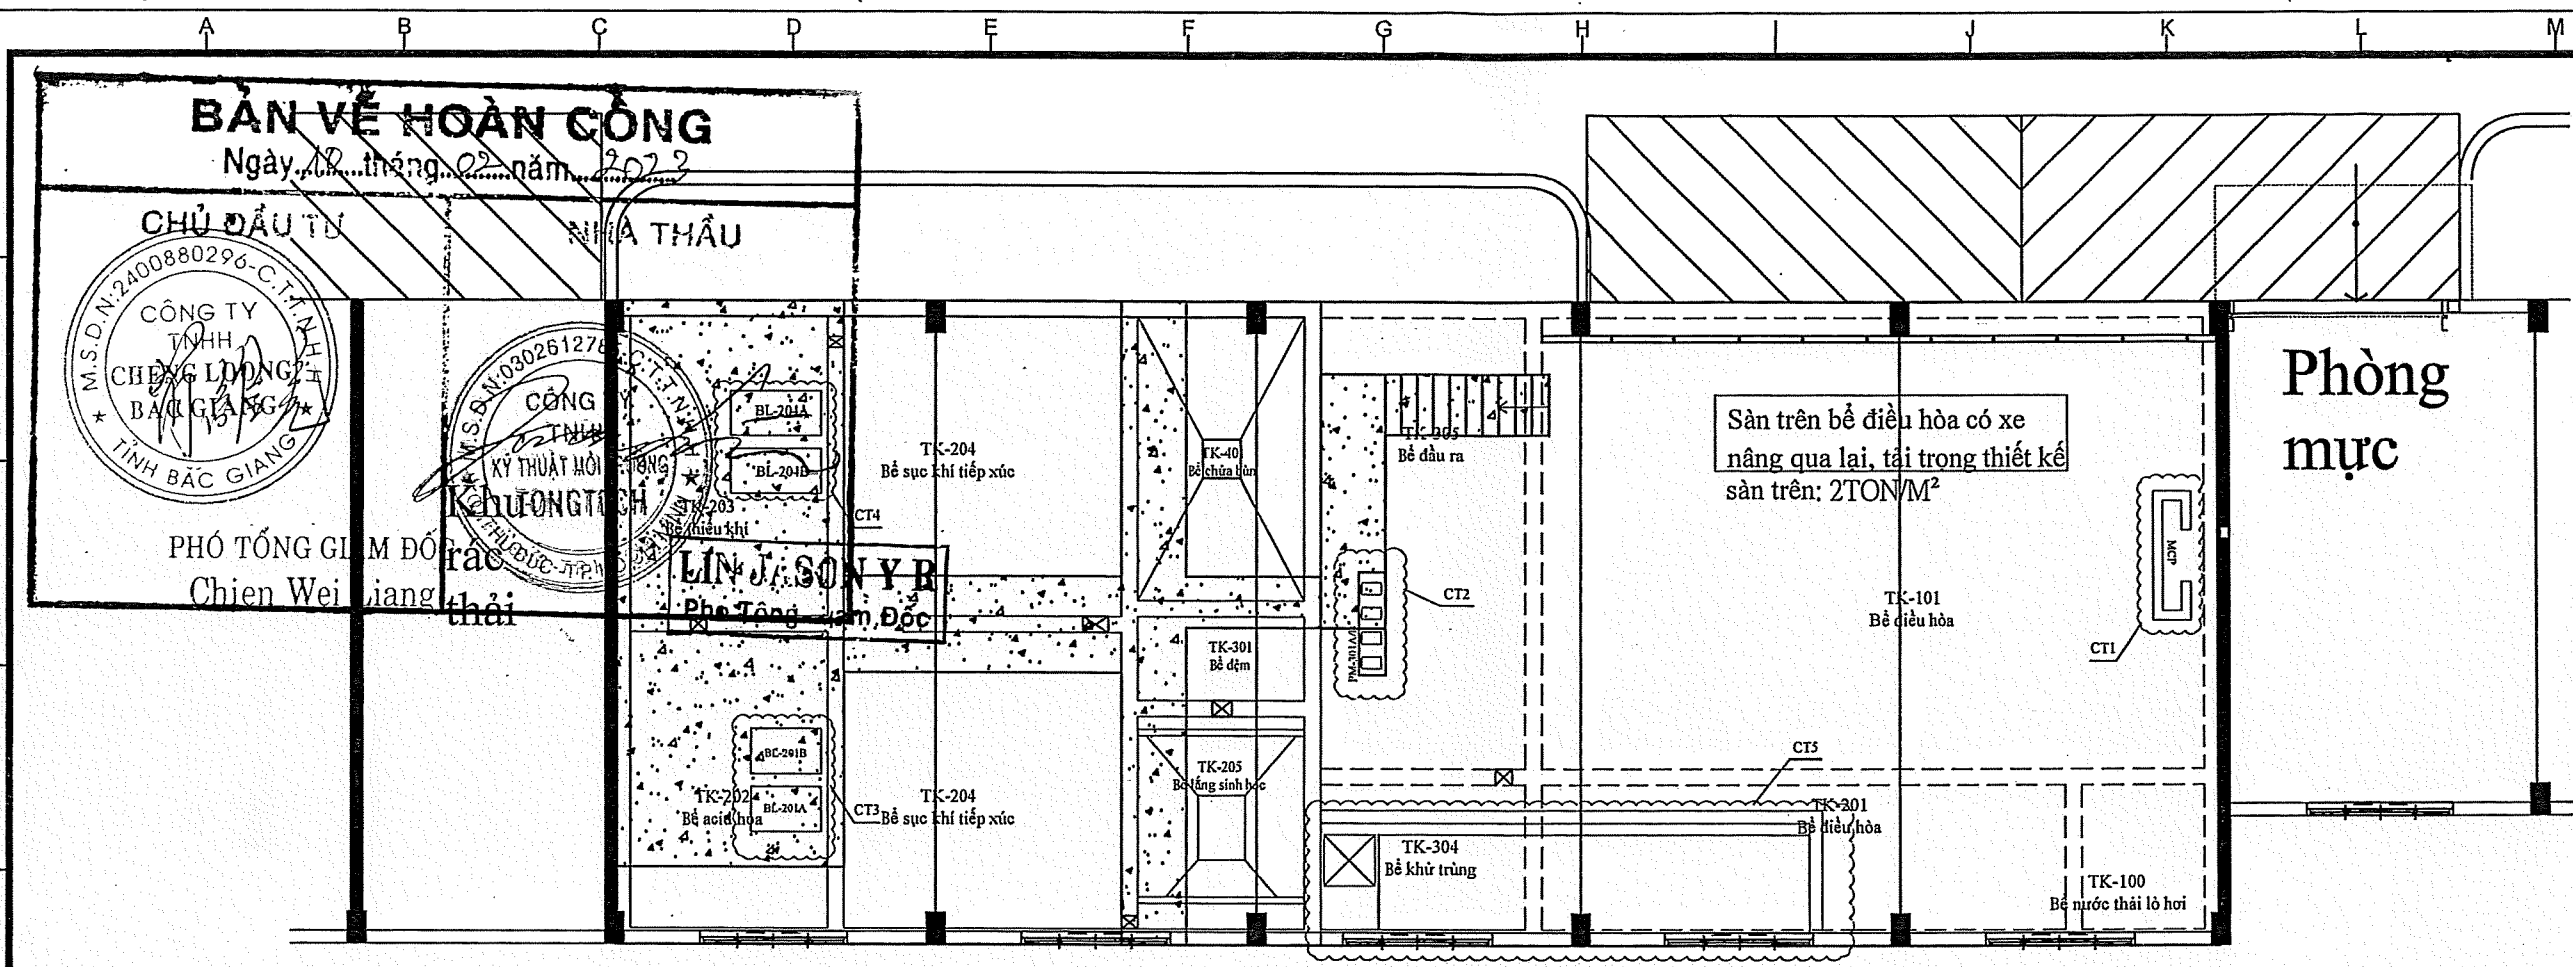 A B C D E F G H I J K L M
BẢN VẼ HOÀN CÔNG
Ngày 10 tháng 02 năm 2023
CHỦ ĐẦU TƯ
NHÀ THẦU
M.S.D.N:2400880296-C.T.T.N.H.H
CÔNG TY
TNHH
CHENG LOONG
BẮC GIANG
TỈNH BẮC GIANG
PHÓ TỔNG GIÁM ĐỐC
Chien Wei Liang
CÔNG TY
TNHH
KỸ THUẬT MÔI TRƯỜNG
LIN JASON Y R
Phó Tổng Giám Đốc
Khu
rác
thải
BL-204A
BL-204B
CT4
TK-203
Bể thiếu khí
TK-204
Bể sục khí tiếp xúc
BL-201B
BL-201A
CT3
TK-202
Bể acid hóa
TK-204
Bể sục khí tiếp xúc
TK-401
Bể chứa bùn
TK-301
Bể đệm
TK-205
Bể lắng sinh học
TK-305
Bể đầu ra
CT2
TK-304
Bể khử trùng
Sàn trên bể điều hòa có xe
nâng qua lại, tải trọng thiết kế
sàn trên: 2TON/M²
TK-101
Bể điều hòa
MCP
CT1
CT5
TK-201
Bể điều hòa
TK-100
Bể nước thải lò hơi
Phòng
mực